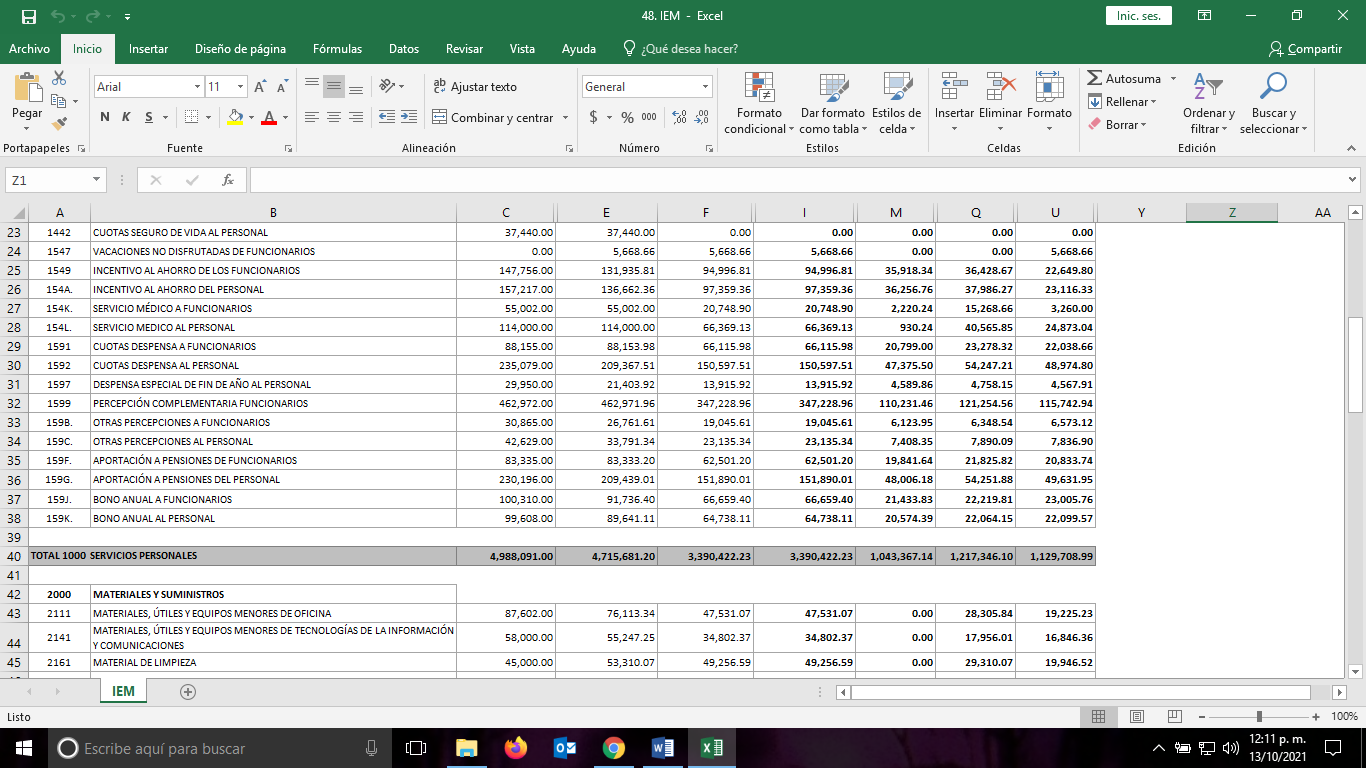 48. IEM - Excel
Inic. ses.
Archivo Inicio Insertar Diseño de página Fórmulas Datos Revisar Vista Ayuda ¿Qué desea hacer? Compartir
Pegar
Arial 11
N K S
Ajustar texto
Combinar y centrar
General
$ % 000
Formato condicional
Dar formato como tabla
Estilos de celda
Insertar Eliminar Formato
Autosuma
Rellenar
Borrar
Ordenar y filtrar
Buscar y seleccionar
Portapapeles Fuente Alineación Número Estilos Celdas Edición
Z1 fx
A B C E F I M Q U Y Z AA
23 1442 CUOTAS SEGURO DE VIDA AL PERSONAL 37,440.00 37,440.00 0.00 0.00 0.00 0.00 0.00
24 1547 VACACIONES NO DISFRUTADAS DE FUNCIONARIOS 0.00 5,668.66 5,668.66 5,668.66 0.00 0.00 5,668.66
25 1549 INCENTIVO AL AHORRO DE LOS FUNCIONARIOS 147,756.00 131,935.81 94,996.81 94,996.81 35,918.34 36,428.67 22,649.80
26 154A. INCENTIVO AL AHORRO DEL PERSONAL 157,217.00 136,662.36 97,359.36 97,359.36 36,256.76 37,986.27 23,116.33
27 154K. SERVICIO MÉDICO A FUNCIONARIOS 55,002.00 55,002.00 20,748.90 20,748.90 2,220.24 15,268.66 3,260.00
28 154L. SERVICIO MEDICO AL PERSONAL 114,000.00 114,000.00 66,369.13 66,369.13 930.24 40,565.85 24,873.04
29 1591 CUOTAS DESPENSA A FUNCIONARIOS 88,155.00 88,153.98 66,115.98 66,115.98 20,799.00 23,278.32 22,038.66
30 1592 CUOTAS DESPENSA AL PERSONAL 235,079.00 209,367.51 150,597.51 150,597.51 47,375.50 54,247.21 48,974.80
31 1597 DESPENSA ESPECIAL DE FIN DE AÑO AL PERSONAL 29,950.00 21,403.92 13,915.92 13,915.92 4,589.86 4,758.15 4,567.91
32 1599 PERCEPCIÓN COMPLEMENTARIA FUNCIONARIOS 462,972.00 462,971.96 347,228.96 347,228.96 110,231.46 121,254.56 115,742.94
33 159B. OTRAS PERCEPCIONES A FUNCIONARIOS 30,865.00 26,761.61 19,045.61 19,045.61 6,123.95 6,348.54 6,573.12
34 159C. OTRAS PERCEPCIONES AL PERSONAL 42,629.00 33,791.34 23,135.34 23,135.34 7,408.35 7,890.09 7,836.90
35 159F. APORTACIÓN A PENSIONES DE FUNCIONARIOS 83,335.00 83,333.20 62,501.20 62,501.20 19,841.64 21,825.82 20,833.74
36 159G. APORTACIÓN A PENSIONES DEL PERSONAL 230,196.00 209,439.01 151,890.01 151,890.01 48,006.18 54,251.88 49,631.95
37 159J. BONO ANUAL A FUNCIONARIOS 100,310.00 91,736.40 66,659.40 66,659.40 21,433.83 22,219.81 23,005.76
38 159K. BONO ANUAL AL PERSONAL 99,608.00 89,641.11 64,738.11 64,738.11 20,574.39 22,064.15 22,099.57
39
40 TOTAL 1000 SERVICIOS PERSONALES 4,988,091.00 4,715,681.20 3,390,422.23 3,390,422.23 1,043,367.14 1,217,346.10 1,129,708.99
41
42 2000 MATERIALES Y SUMINISTROS
43 2111 MATERIALES, ÚTILES Y EQUIPOS MENORES DE OFICINA 87,602.00 76,113.34 47,531.07 47,531.07 0.00 28,305.84 19,225.23
44 2141 MATERIALES, ÚTILES Y EQUIPOS MENORES DE TECNOLOGÍAS DE LA INFORMACIÓN
Y COMUNICACIONES 58,000.00 55,247.25 34,802.37 34,802.37 0.00 17,956.01 16,846.36
45 2161 MATERIAL DE LIMPIEZA 45,000.00 53,310.07 49,256.59 49,256.59 0.00 29,310.07 19,946.52
IEM
Listo 100%
Escribe aquí para buscar
12:11 p. m.
13/10/2021